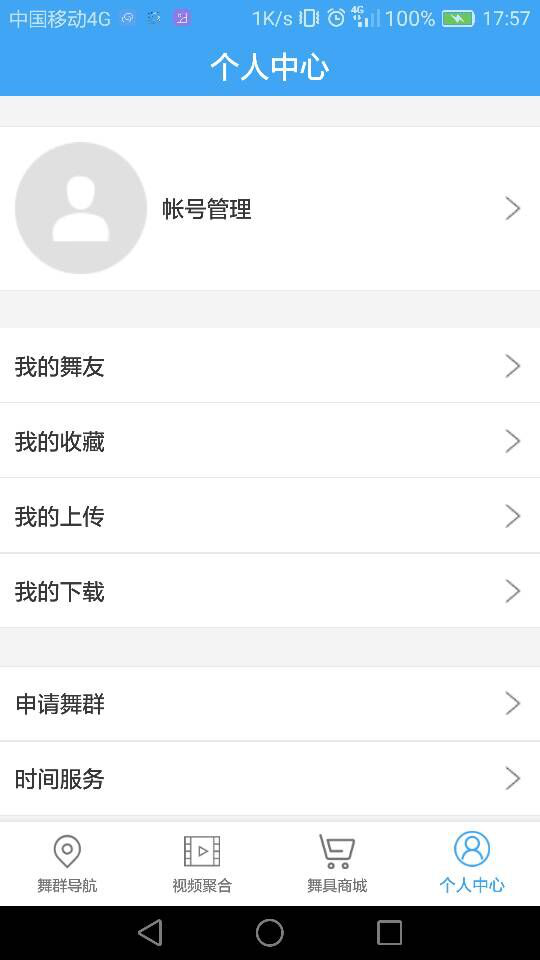 中国移动4G 1K/s 4G 100% 17:57
个人中心
帐号管理
我的舞友
我的收藏
我的上传
我的下载
申请舞群
时间服务
舞群导航 视频聚合 舞具商城 个人中心